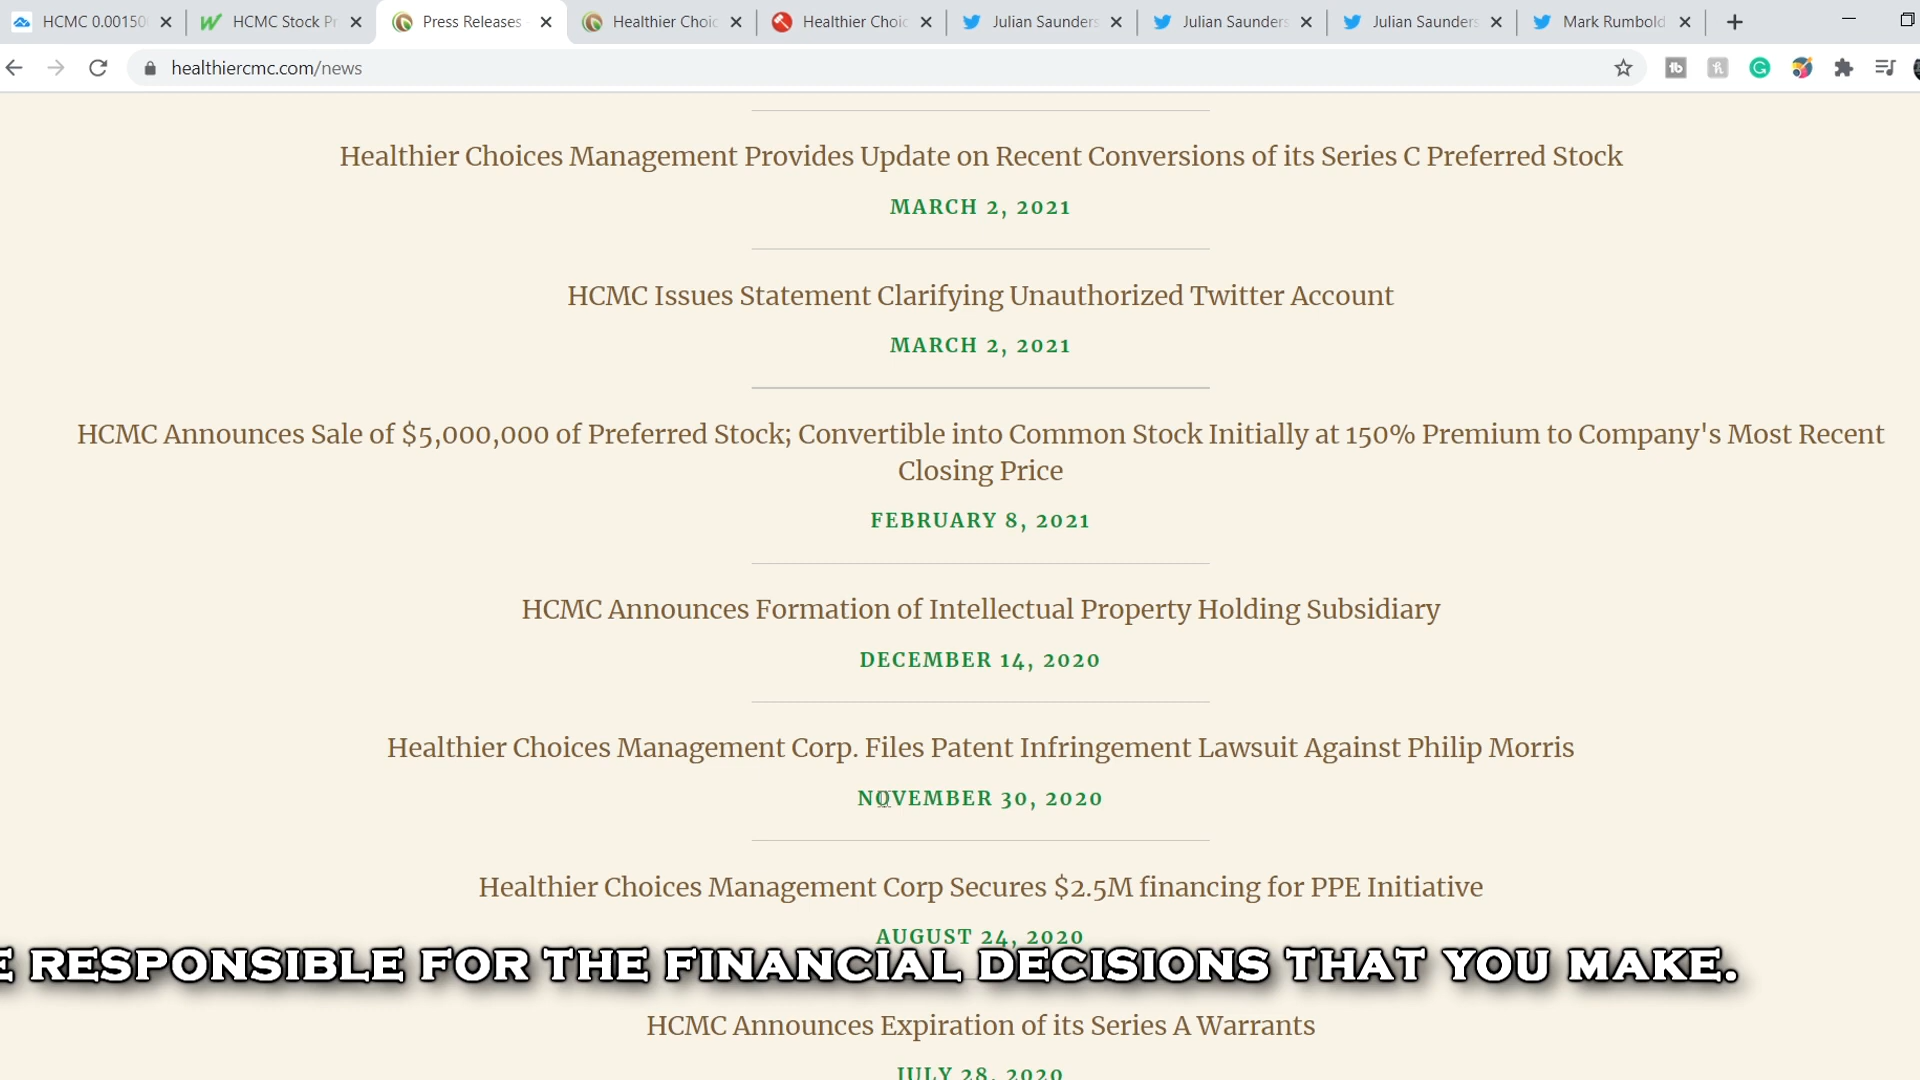 HCMC 0.00150
HCMC Stock Pr
Press Releases
Healthier Choic
Healthier Choic
Julian Saunders
Julian Saunders
Julian Saunders
Mark Rumbold
healthiercmc.com/news
Healthier Choices Management Provides Update on Recent Conversions of its Series C Preferred Stock
MARCH 2, 2021
HCMC Issues Statement Clarifying Unauthorized Twitter Account
MARCH 2, 2021
HCMC Announces Sale of $5,000,000 of Preferred Stock; Convertible into Common Stock Initially at 150% Premium to Company's Most Recent
Closing Price
FEBRUARY 8, 2021
HCMC Announces Formation of Intellectual Property Holding Subsidiary
DECEMBER 14, 2020
Healthier Choices Management Corp. Files Patent Infringement Lawsuit Against Philip Morris
NOVEMBER 30, 2020
Healthier Choices Management Corp Secures $2.5M financing for PPE Initiative
AUGUST 24, 2020
E RESPONSIBLE FOR THE FINANCIAL DECISIONS THAT YOU MAKE.
HCMC Announces Expiration of its Series A Warrants
JULY 28, 2020